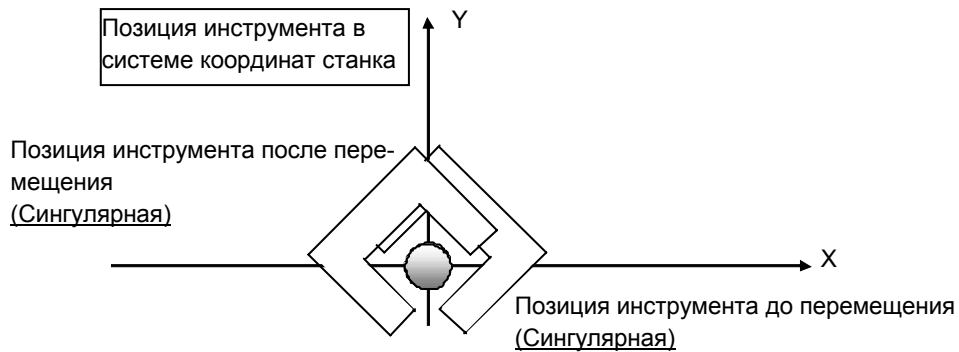 Позиция инструмента в
системе координат станка
Y
Позиция инструмента после пере-
мещения
(Сингулярная)
X
Позиция инструмента до перемещения
(Сингулярная)